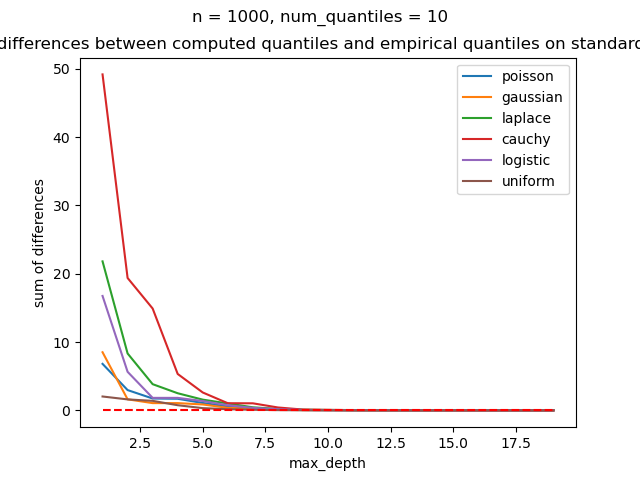 n = 1000, num_quantiles = 10
differences between computed quantiles and empirical quantiles on standard
50
40
30
20
10
0
sum of differences
poisson
gaussian
laplace
cauchy
logistic
uniform
2.5 5.0 7.5 10.0 12.5 15.0 17.5
max_depth